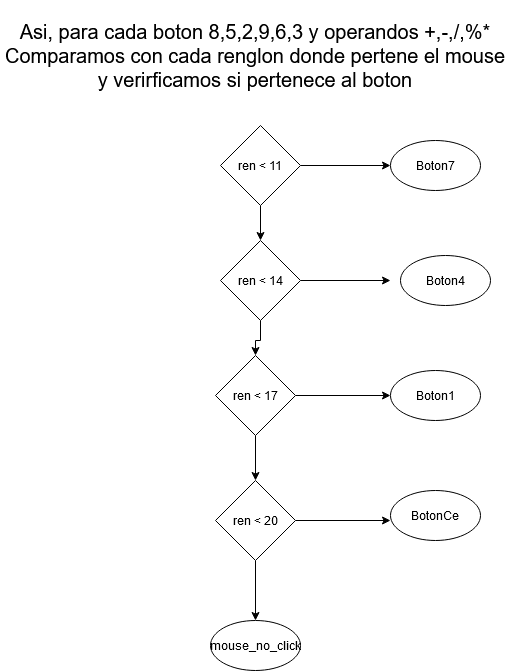 Asi, para cada boton 8,5,2,9,6,3 y operandos +,-,/,%*
Comparamos con cada renglon donde pertene el mouse
y verirficamos si pertenece al boton
ren < 11
Boton7
ren < 14
Boton4
ren < 17
Boton1
ren < 20
BotonCe
mouse_no_click